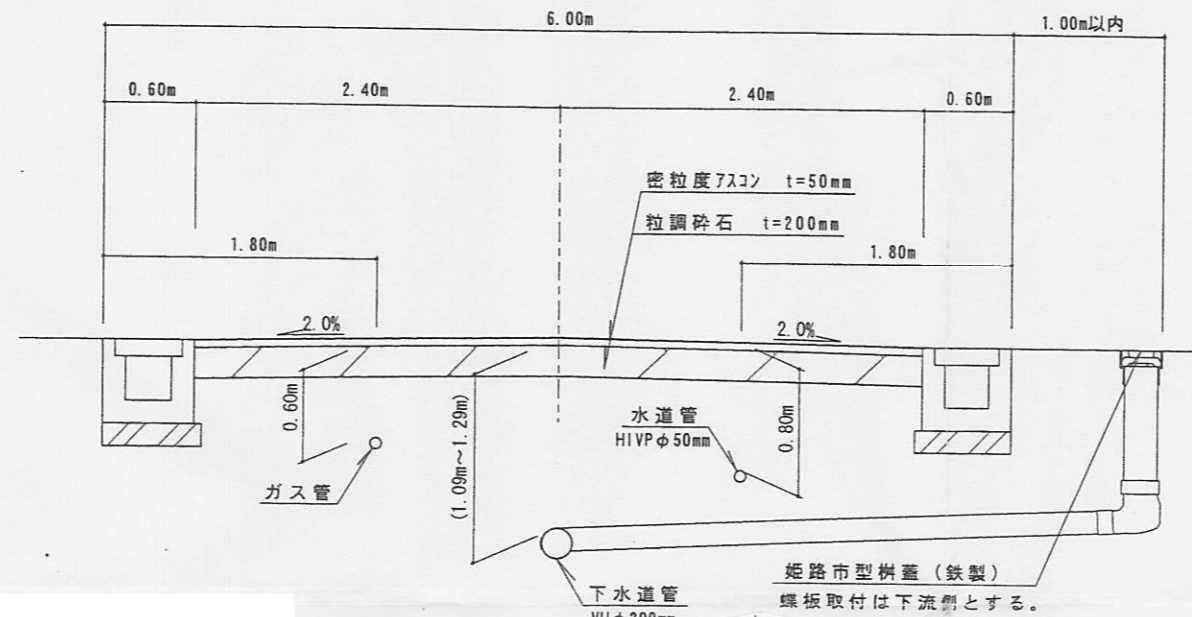 6.00m
1.00m以内
0.60m
2.40m
2.40m
0.60m
密粒度アスコン t=50mm
粒調砕石 t=200mm
1.80m
1.80m
2.0%
2.0%
0.60m
(1.09m~1.29m)
水道管
HIVPφ50mm
0.80m
ガス管
下水道管
姫路市型桝蓋(鉄製)
蝶板取付は下流側とする。